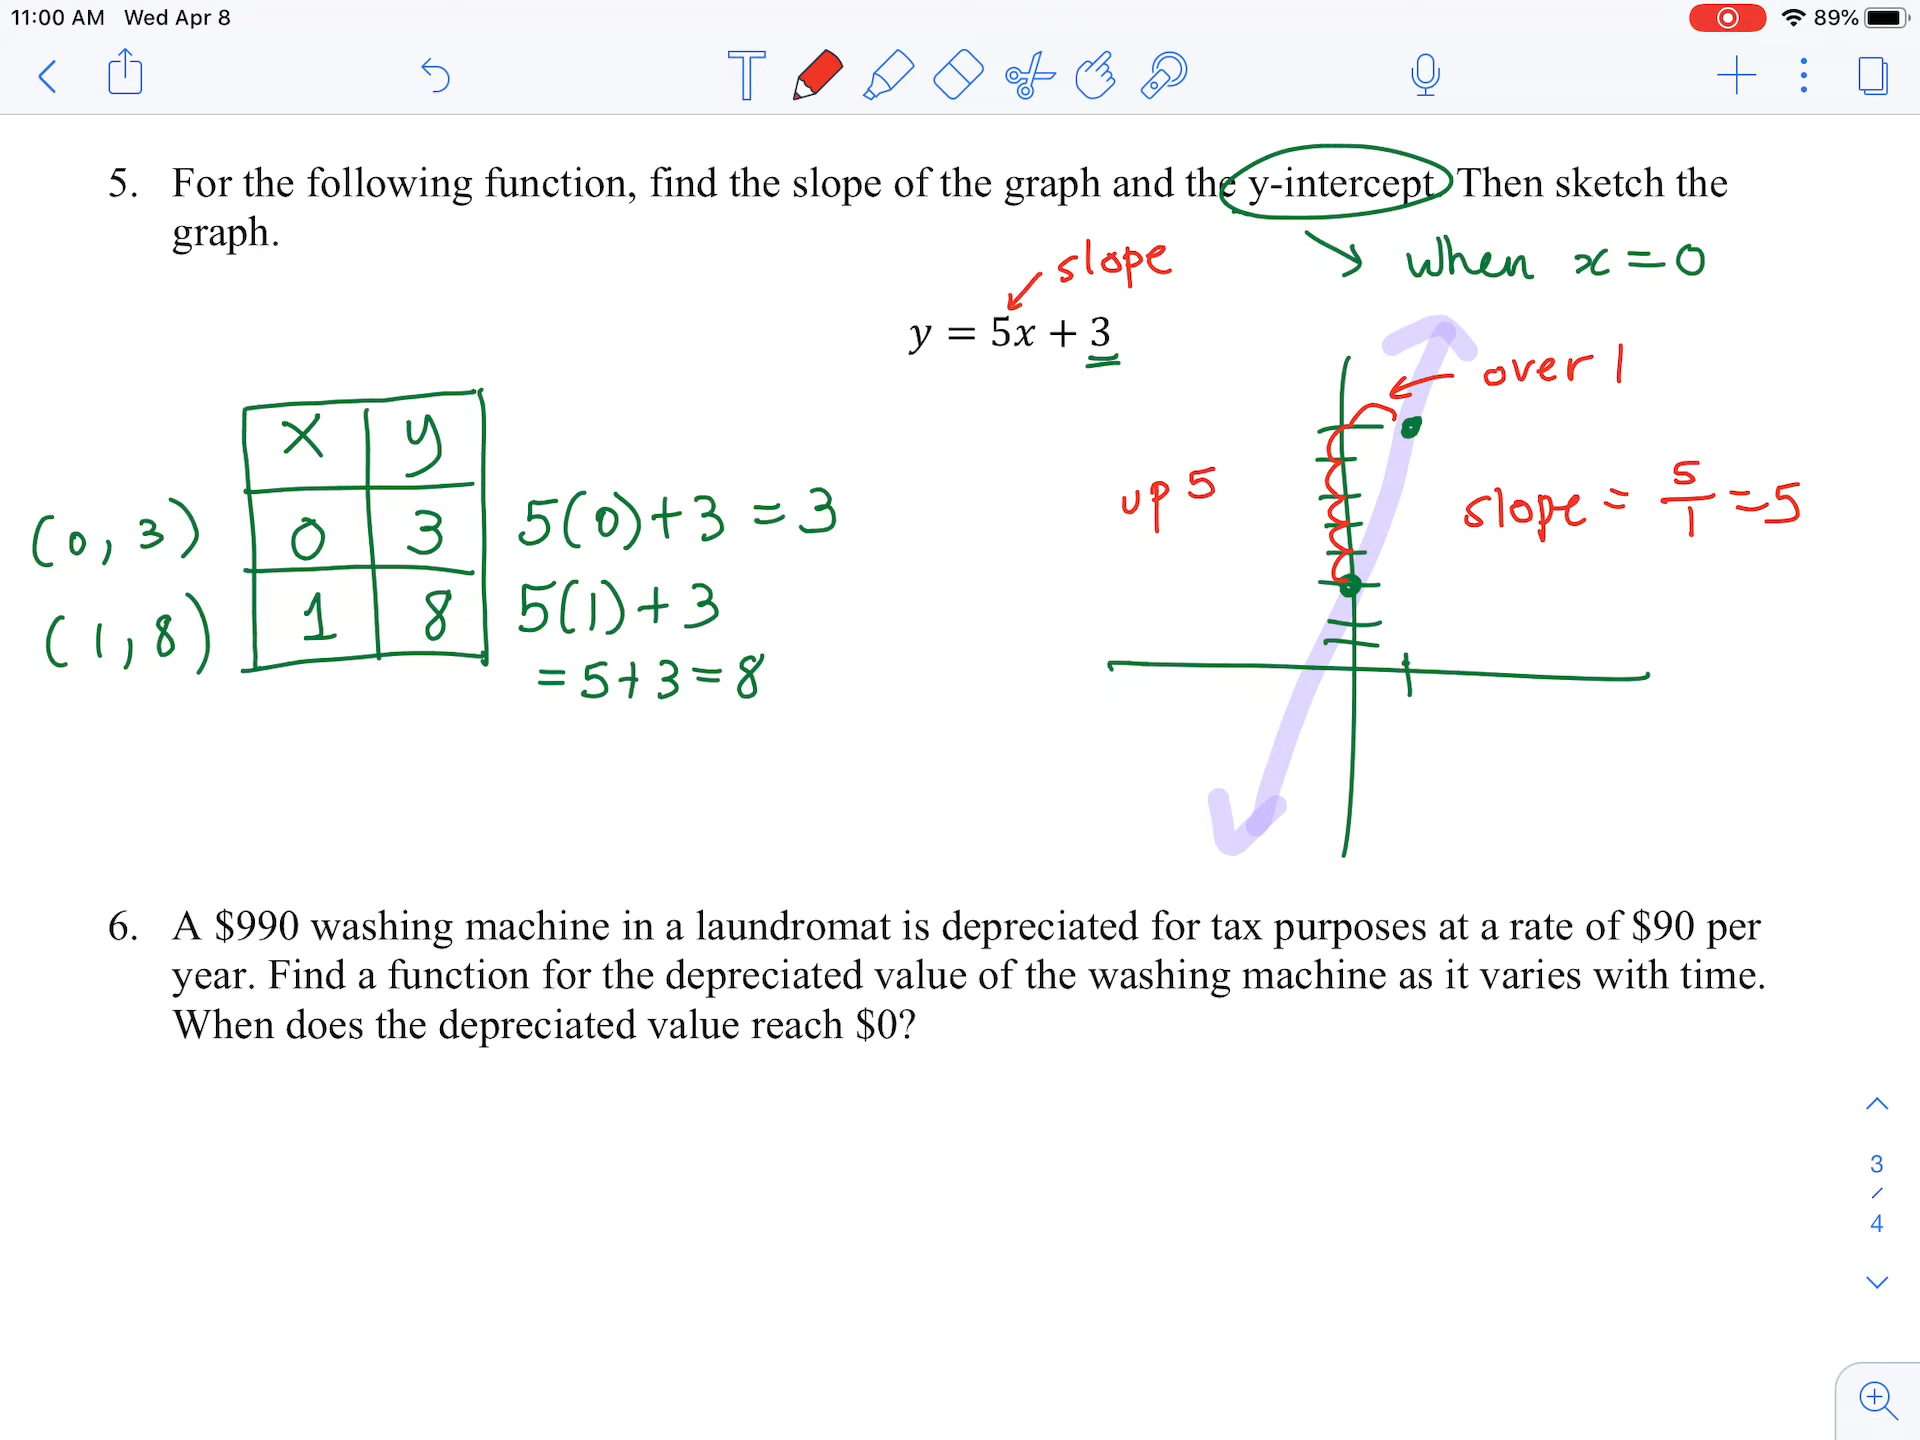 11:00 AM Wed Apr 8
89%
T
5. For the following function, find the slope of the graph and the y-intercept. Then sketch the
graph.
slope
when x = 0
y = 5x + 3
over 1
x y
(0, 3) 0 3 5(0)+3 = 3
up 5
slope = 5/1 = 5
(1, 8) 1 8 5(1)+3
= 5+3 = 8
6. A $990 washing machine in a laundromat is depreciated for tax purposes at a rate of $90 per
year. Find a function for the depreciated value of the washing machine as it varies with time.
When does the depreciated value reach $0?
3
/
4